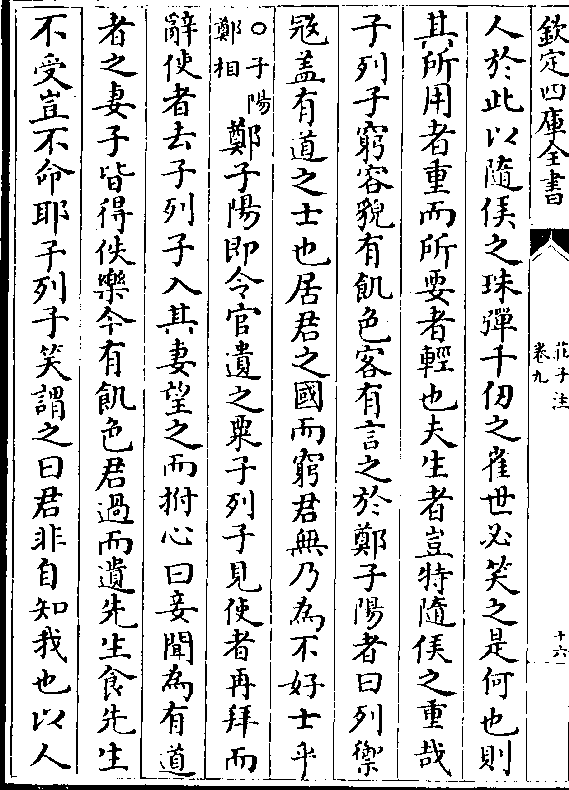 欽定四庫全書
莊子注
卷九
十六
人於此以隨侯之珠彈千仞之雀世必笑之是何也則
其所用者重而所要者輕也夫生者豈特隨侯之重哉
子列子窮容貌有飢色客有言之於鄭子陽者曰列禦
冦盖有道之士也居君之國而窮君無乃為不好士乎
○子陽
鄭相
鄭子陽即令官遺之粟子列子見使者再拜而
辭使者去子列子入其妻望之而拊心曰妾聞為有道
者之妻子皆得佚樂今有飢色君過而遺先生食先生
不受豈不命耶子列子笑謂之曰君非自知我也以人